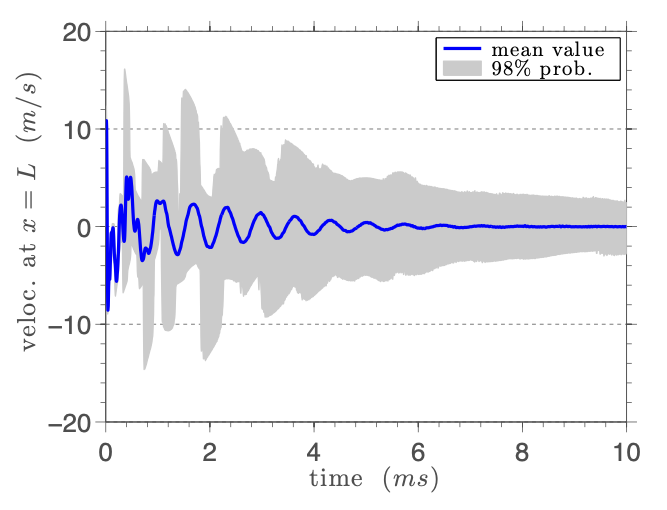 20
10
0
−10
−20
veloc. at x = L (m/s)
mean value
98% prob.
0 2 4 6 8 10
time (ms)